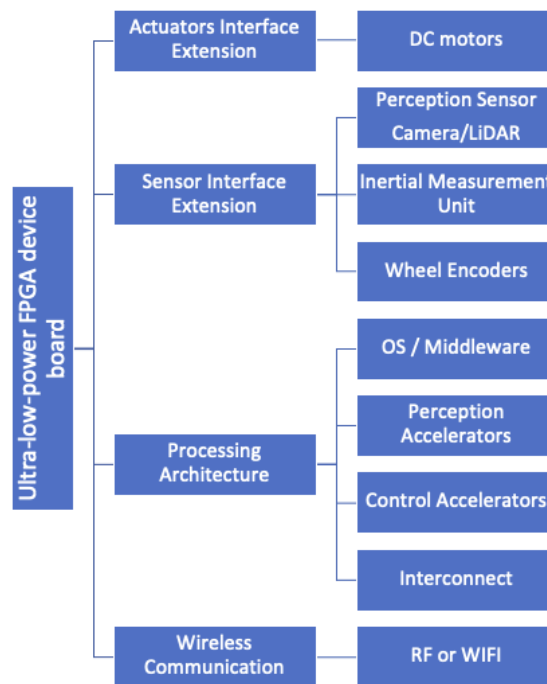 Ultra-low-power FPGA device
board
Actuators Interface
Extension
DC motors
Sensor Interface
Extension
Perception Sensor
Camera/LiDAR
Inertial Measurement
Unit
Wheel Encoders
Processing
Architecture
OS / Middleware
Perception
Accelerators
Control Accelerators
Interconnect
Wireless
Communication
RF or WIFI